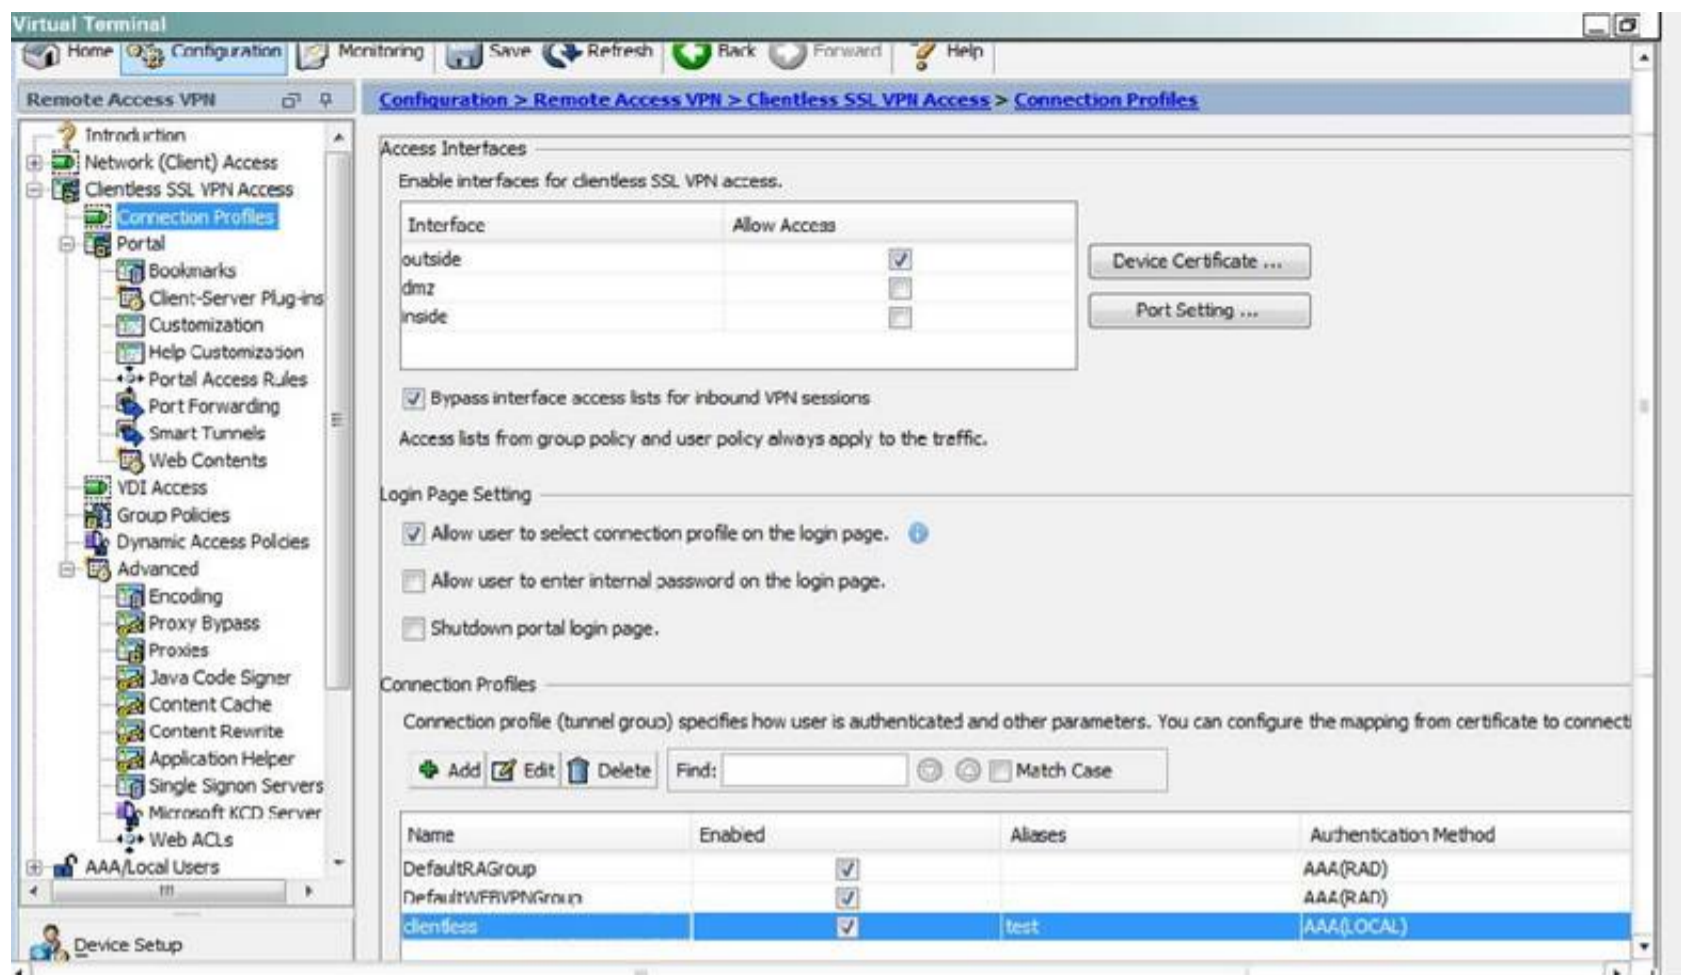 Virtual Terminal
Home Configuration Monitoring Save Refresh Back Forward Help
Remote Access VPN
Introduction
Network (Client) Access
Clientless SSL VPN Access
Connection Profiles
Portal
Bookmarks
Client-Server Plug-ins
Customization
Help Customization
Portal Access Rules
Port Forwarding
Smart Tunnels
Web Contents
VDI Access
Group Policies
Dynamic Access Policies
Advanced
Encoding
Proxy Bypass
Proxies
Java Code Signer
Content Cache
Content Rewrite
Application Helper
Single Signon Servers
Microsoft KCD Server
Web ACLs
AAA/Local Users
Device Setup
Configuration > Remote Access VPN > Clientless SSL VPN Access > Connection Profiles
Access Interfaces
Enable interfaces for clientless SSL VPN access.
Interface Allow Access
outside
dmz
inside
Device Certificate ...
Port Setting ...
Bypass interface access lists for inbound VPN sessions
Access lists from group policy and user policy always apply to the traffic.
Login Page Setting
Allow user to select connection profile on the login page.
Allow user to enter internal password on the login page.
Shutdown portal login page.
Connection Profiles
Connection profile (tunnel group) specifies how user is authenticated and other parameters. You can configure the mapping from certificate to connecti
Add Edit Delete Find: Match Case
Name Enabled Aliases Authentication Method
DefaultRAGroup AAA(RAD)
DefaultWEBVPNGroup AAA(RAD)
clientless test AAA(LOCAL)